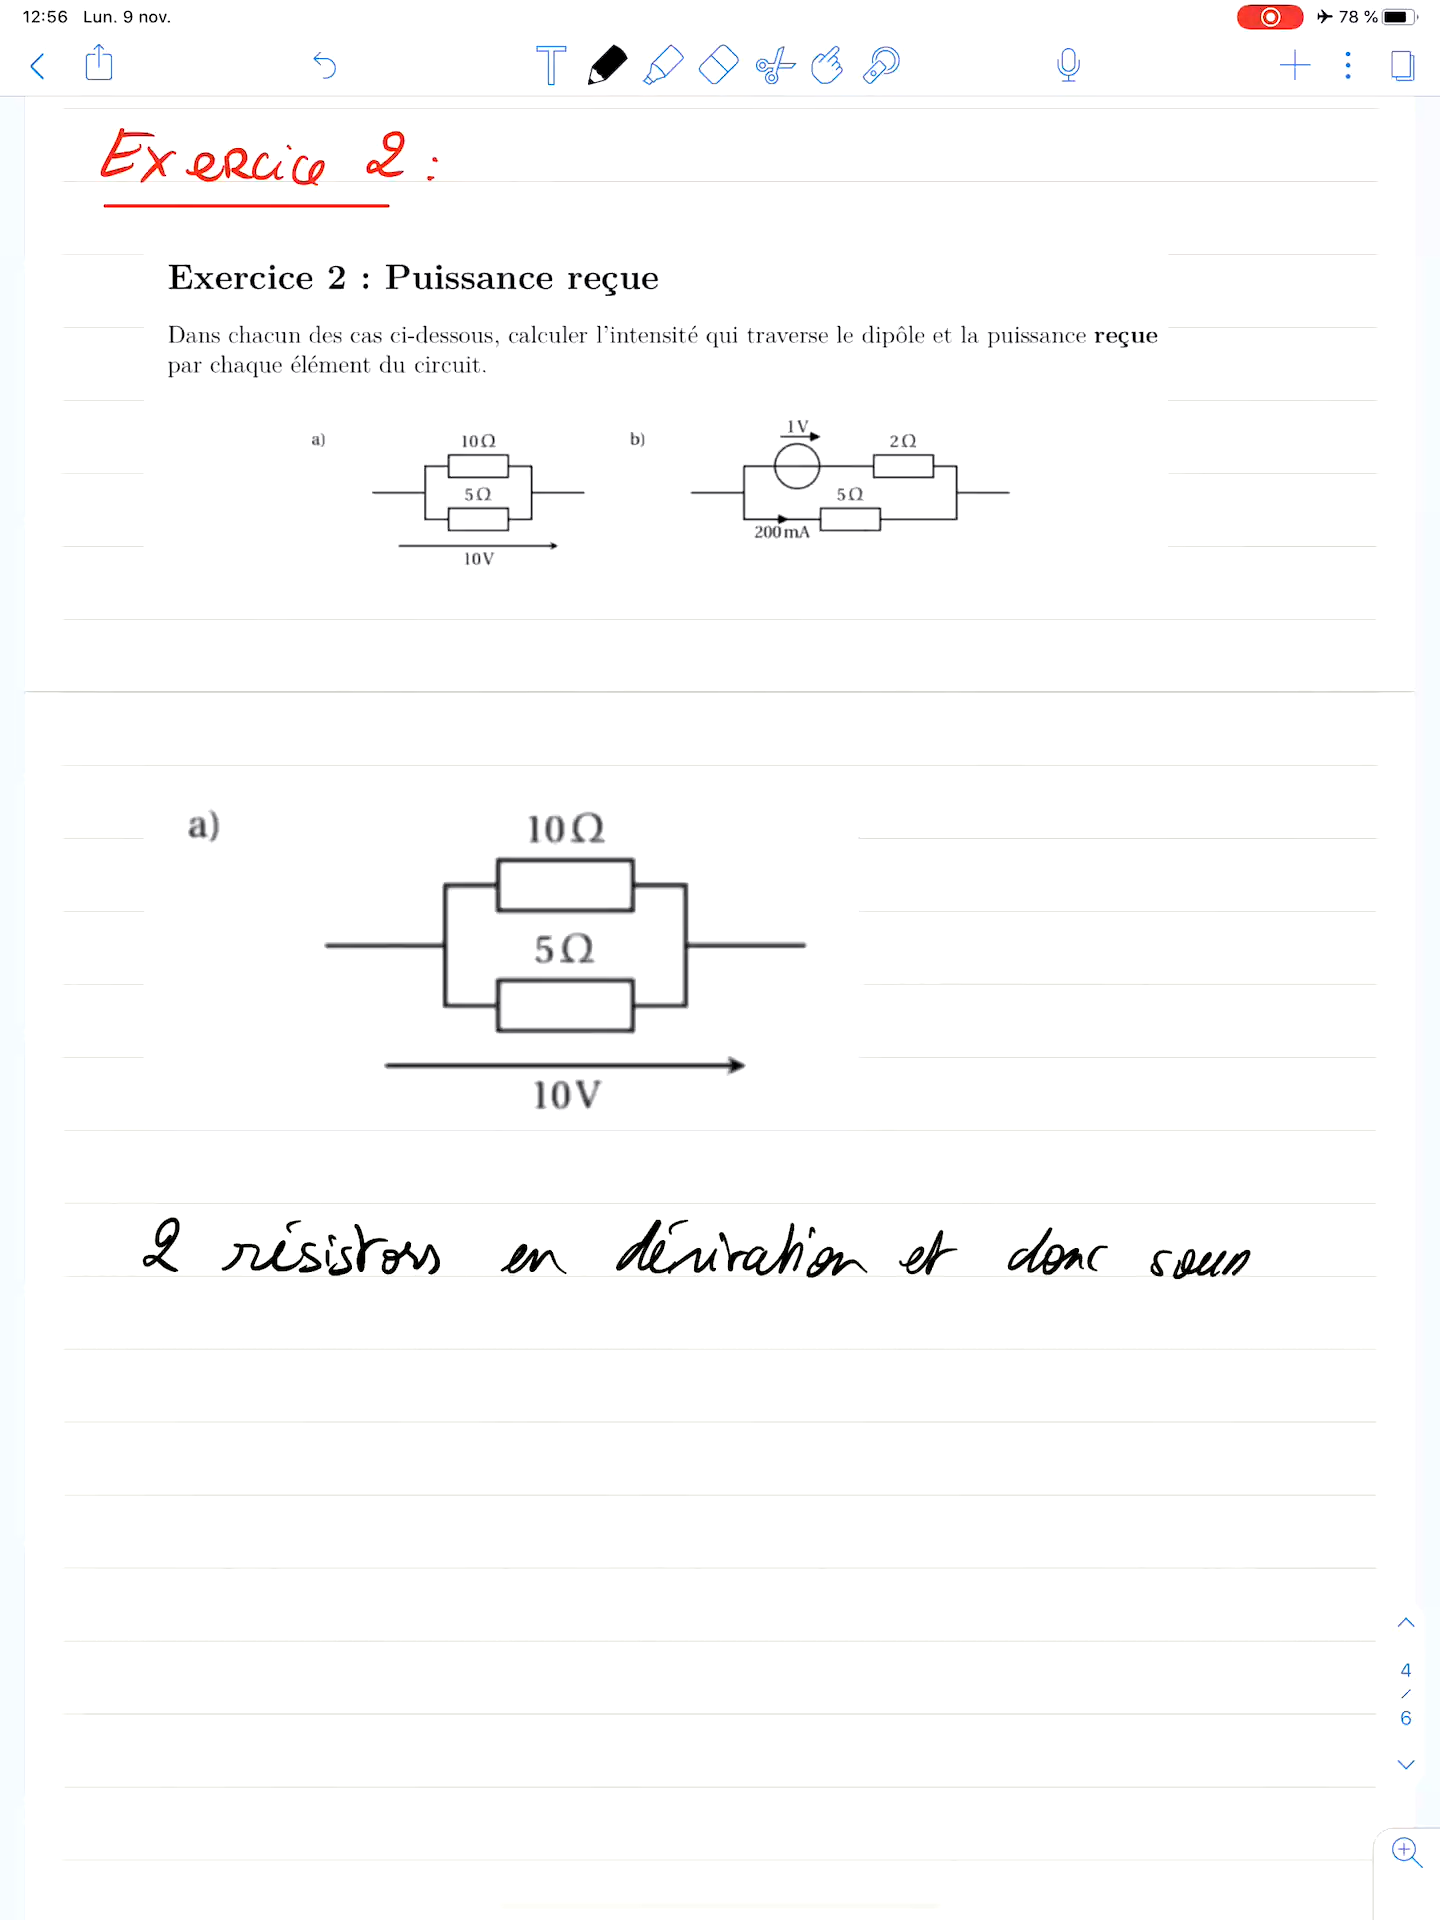 12:56 Lun. 9 nov.
78 %
T
Exercice 2 :
Exercice 2 : Puissance reçue
Dans chacun des cas ci-dessous, calculer l'intensité qui traverse le dipôle et la puissance reçue
par chaque élément du circuit.
a)
10Ω
5Ω
10V
b)
1V
2Ω
5Ω
200mA
a)
10Ω
5Ω
10V
2 résistors en dérivation et donc soun
4
/
6